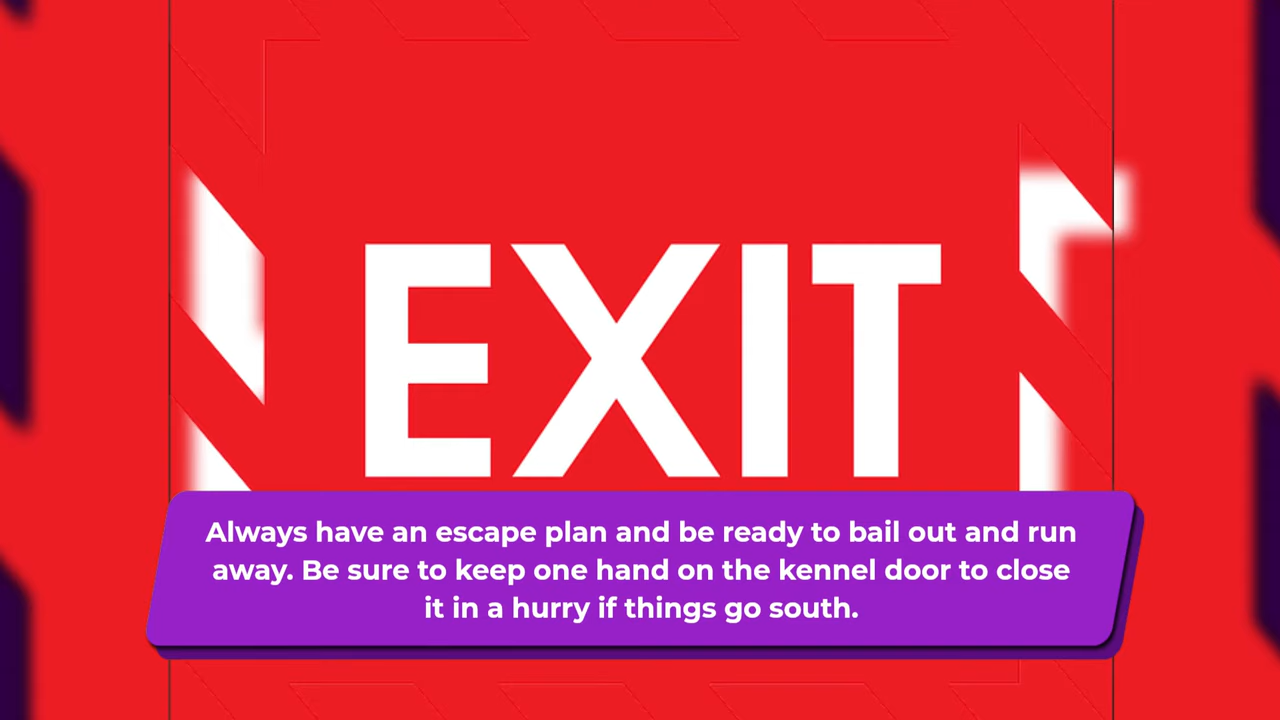 EXIT
Always have an escape plan and be ready to bail out and run
away. Be sure to keep one hand on the kennel door to close
it in a hurry if things go south.